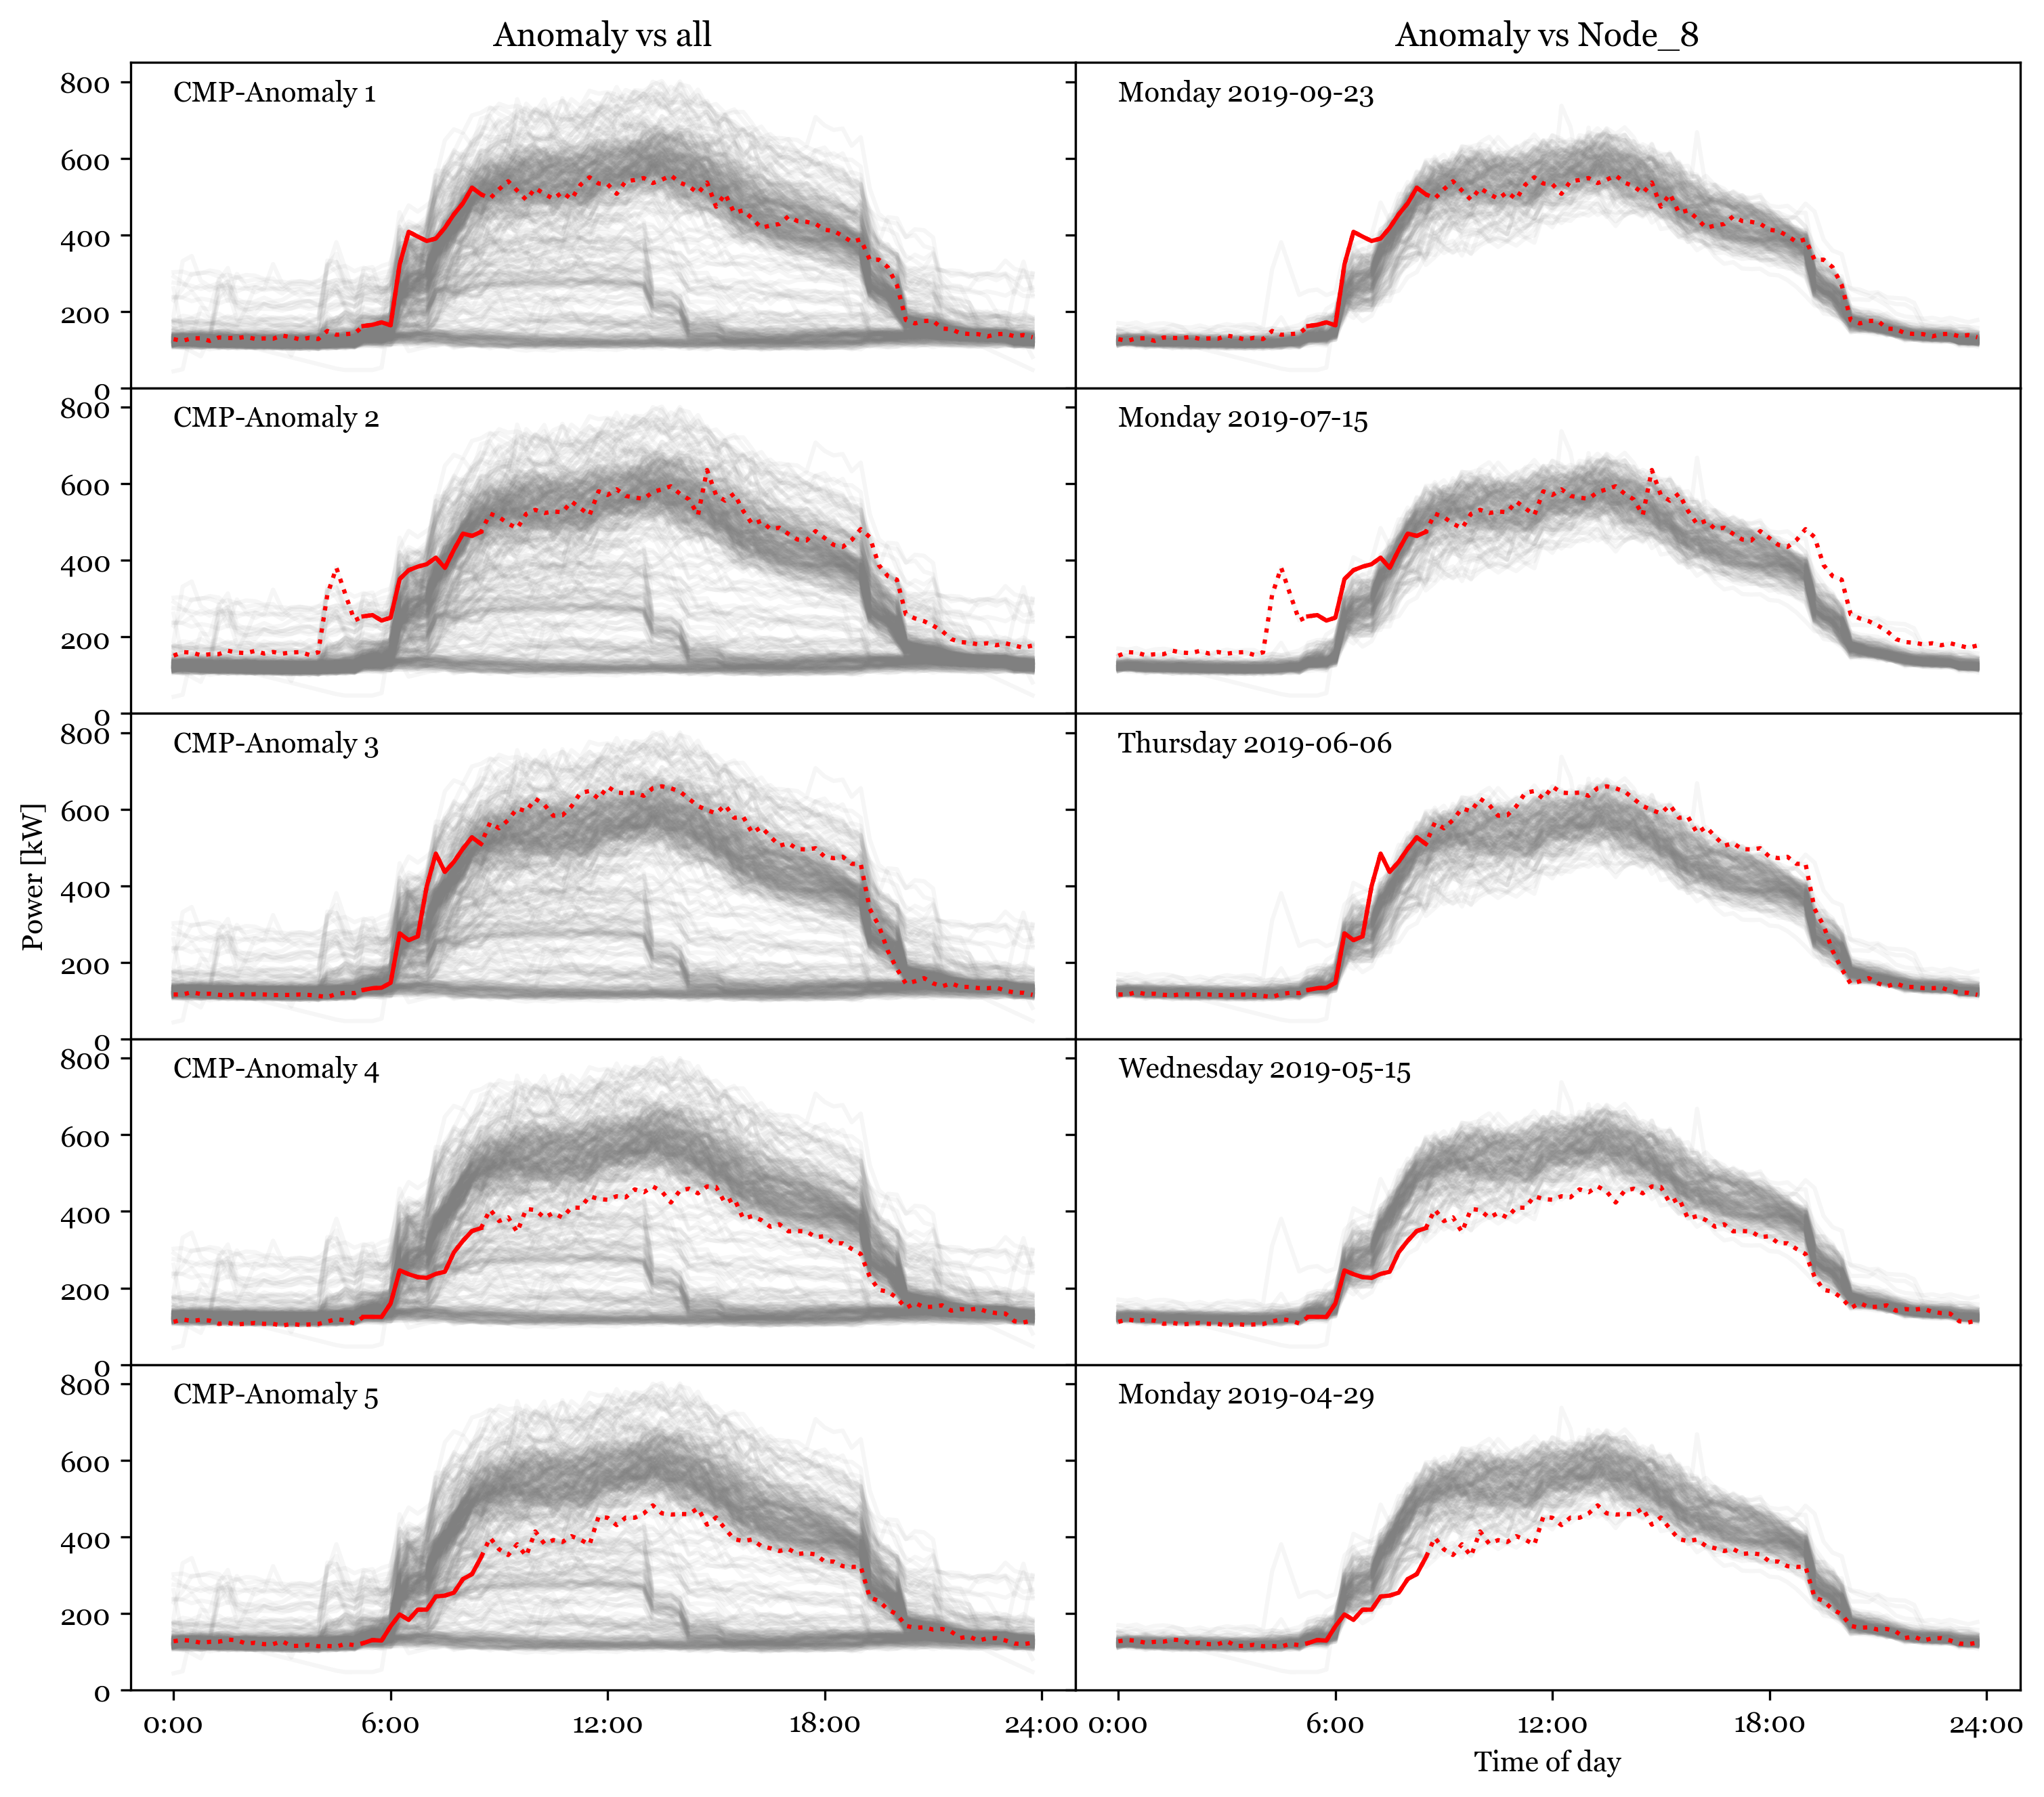 Anomaly vs all
Anomaly vs Node_8
CMP-Anomaly 1
Monday 2019-09-23
800
600
400
200
0
CMP-Anomaly 2
Monday 2019-07-15
800
600
400
200
0
CMP-Anomaly 3
Thursday 2019-06-06
800
600
400
200
0
Power [kW]
CMP-Anomaly 4
Wednesday 2019-05-15
800
600
400
200
0
CMP-Anomaly 5
Monday 2019-04-29
800
600
400
200
0
0:00 6:00 12:00 18:00 24:00
0:00 6:00 12:00 18:00 24:00
Time of day